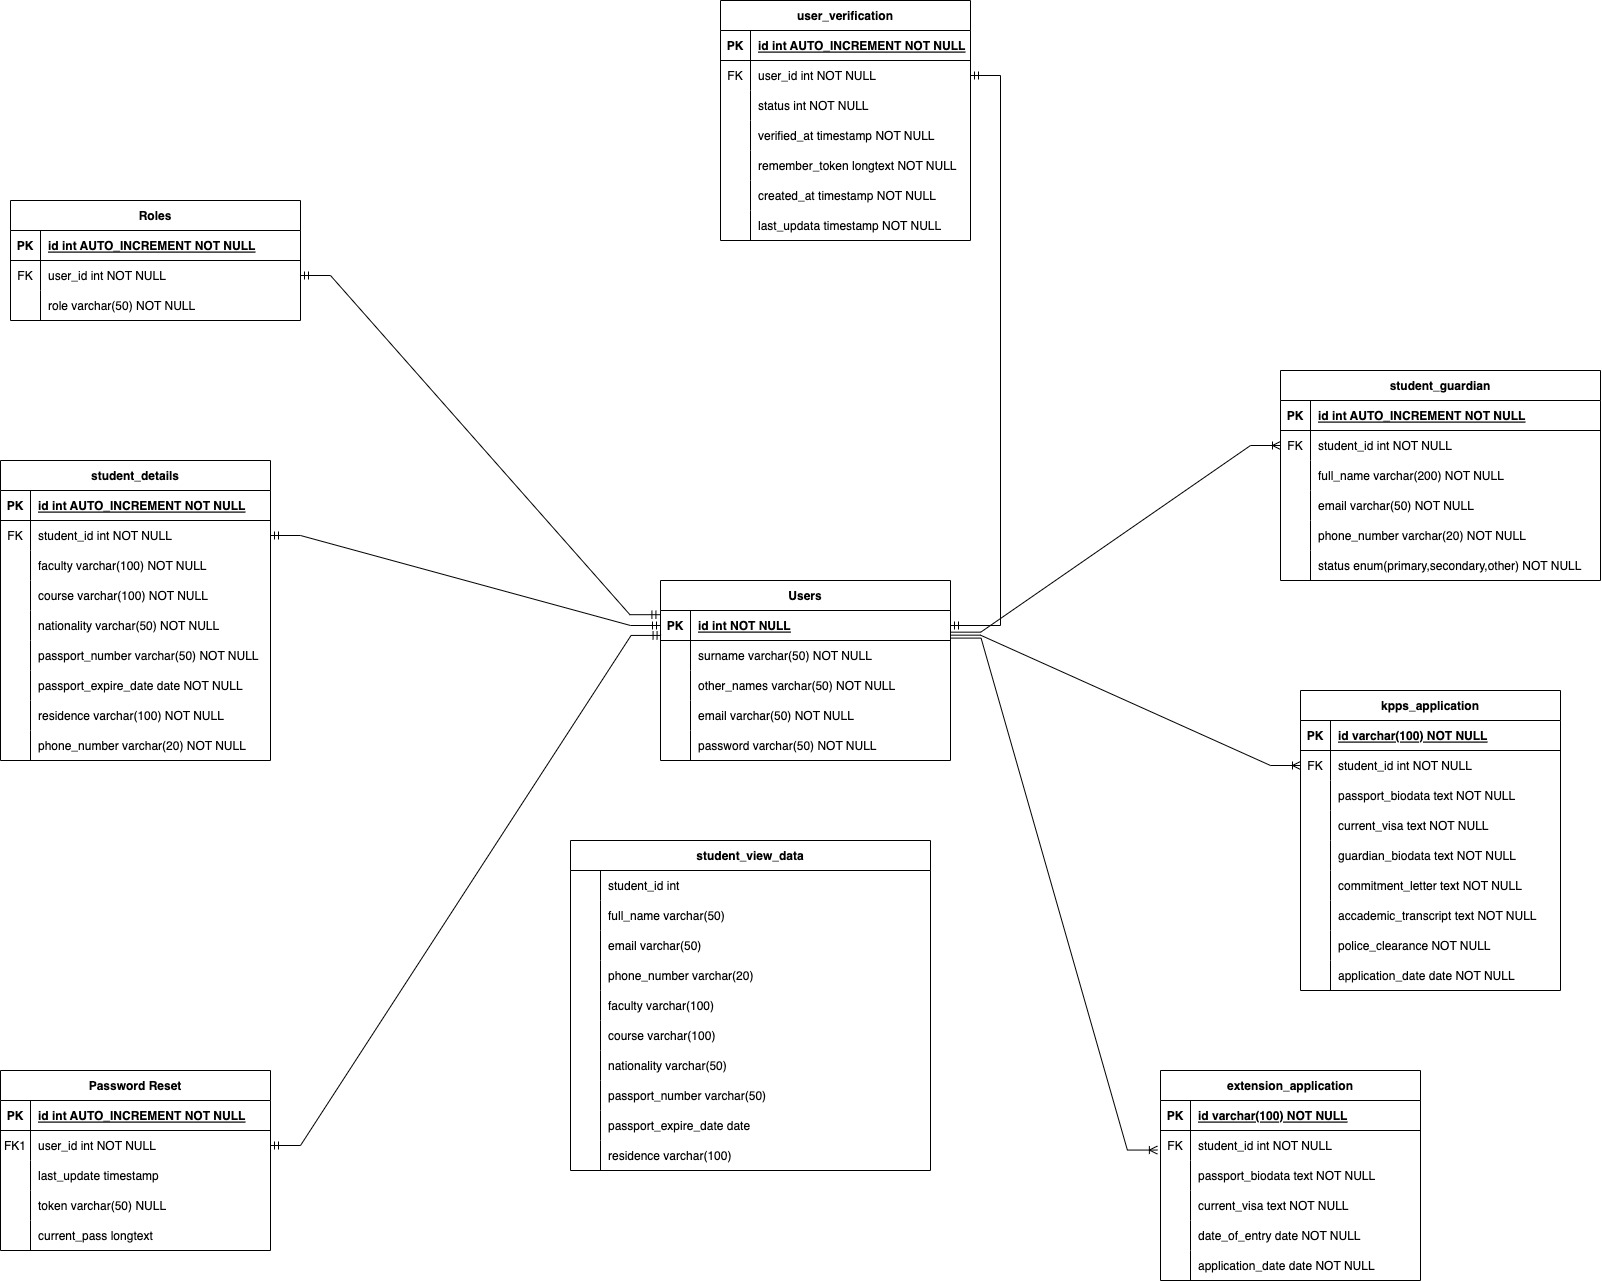 user_verification
PK id int AUTO_INCREMENT NOT NULL
FK user_id int NOT NULL
status int NOT NULL
verified_at timestamp NOT NULL
remember_token longtext NOT NULL
created_at timestamp NOT NULL
last_updata timestamp NOT NULL
Roles
PK id int AUTO_INCREMENT NOT NULL
FK user_id int NOT NULL
role varchar(50) NOT NULL
student_guardian
PK id int AUTO_INCREMENT NOT NULL
FK student_id int NOT NULL
full_name varchar(200) NOT NULL
email varchar(50) NOT NULL
phone_number varchar(20) NOT NULL
status enum(primary,secondary,other) NOT NULL
student_details
PK id int AUTO_INCREMENT NOT NULL
FK student_id int NOT NULL
faculty varchar(100) NOT NULL
course varchar(100) NOT NULL
nationality varchar(50) NOT NULL
passport_number varchar(50) NOT NULL
passport_expire_date date NOT NULL
residence varchar(100) NOT NULL
phone_number varchar(20) NOT NULL
Users
PK id int NOT NULL
surname varchar(50) NOT NULL
other_names varchar(50) NOT NULL
email varchar(50) NOT NULL
password varchar(50) NOT NULL
kpps_application
PK id varchar(100) NOT NULL
FK student_id int NOT NULL
passport_biodata text NOT NULL
current_visa text NOT NULL
guardian_biodata text NOT NULL
commitment_letter text NOT NULL
accademic_transcript text NOT NULL
police_clearance NOT NULL
application_date date NOT NULL
student_view_data
student_id int
full_name varchar(50)
email varchar(50)
phone_number varchar(20)
faculty varchar(100)
course varchar(100)
nationality varchar(50)
passport_number varchar(50)
passport_expire_date date
residence varchar(100)
Password Reset
PK id int AUTO_INCREMENT NOT NULL
FK1 user_id int NOT NULL
last_update timestamp
token varchar(50) NULL
current_pass longtext
extension_application
PK id varchar(100) NOT NULL
FK student_id int NOT NULL
passport_biodata text NOT NULL
current_visa text NOT NULL
date_of_entry date NOT NULL
application_date date NOT NULL